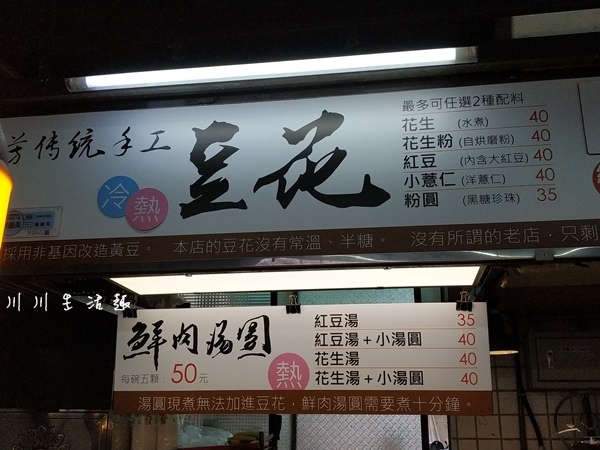 芳傳統手工豆花
冷 熱
最多可任選2種配料
花生 (水煮) 40
花生粉 (自烘磨粉) 40
紅豆 (內含大紅豆) 40
小薏仁 (洋薏仁) 40
粉圓 (黑糖珍珠) 35
採用非基因改造黃豆。 本店的豆花沒有常溫、半糖。 沒有所謂的老店，只剩
川川生活趣
鮮肉湯圓
每碗五顆：50元
熱
紅豆湯 35
紅豆湯+小湯圓 40
花生湯 40
花生湯+小湯圓 40
湯圓現煮無法加進豆花，鮮肉湯圓需要煮十分鐘。